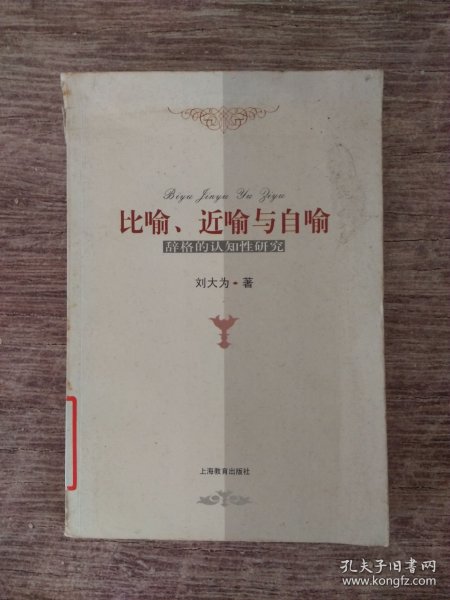 Biyu Jinyu Yu Ziyu
比喻、近喻与自喻
辞格的认知性研究
刘大为·著
上海教育出版社
孔夫子旧书网
www.kongfz.com